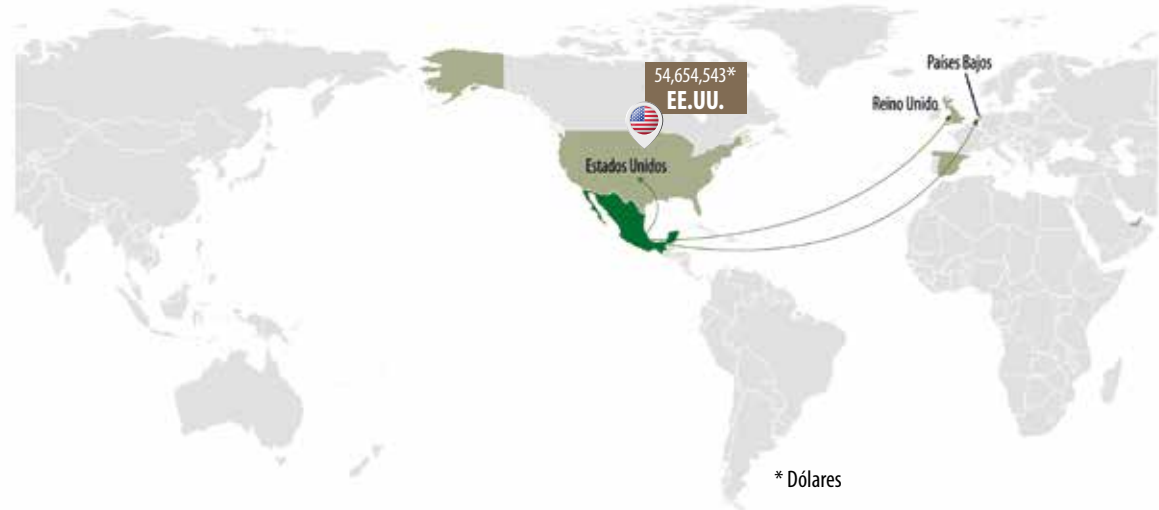 54,654,543*
EE.UU.
Países Bajos
Reino Unido
Estados Unidos
* Dólares